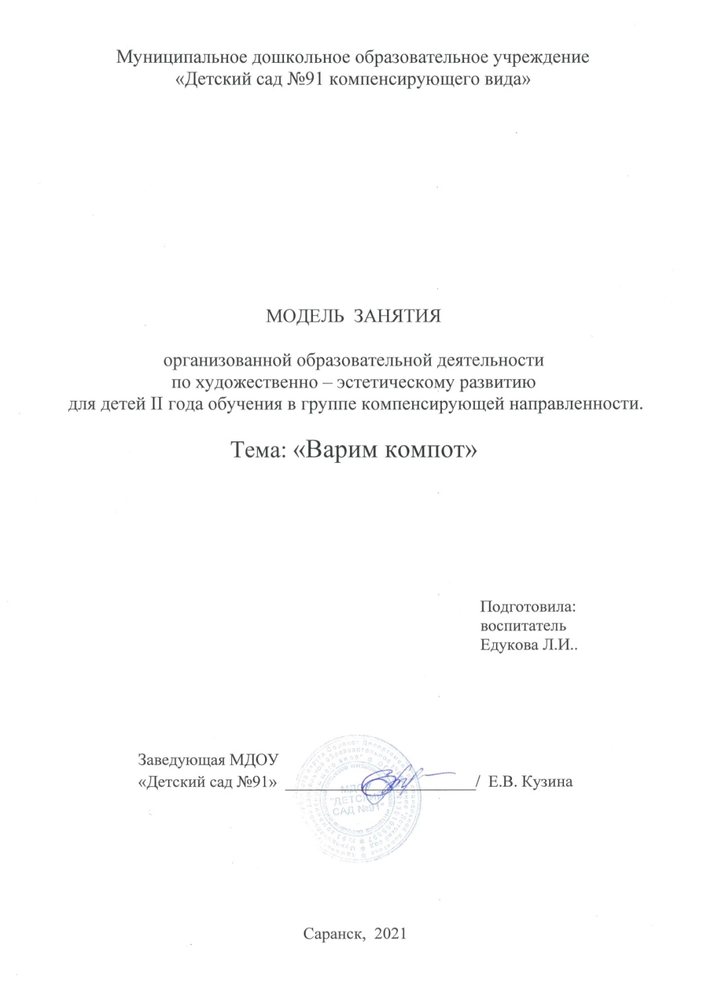 Муниципальное дошкольное образовательное учреждение
«Детский сад №91 компенсирующего вида»
МОДЕЛЬ ЗАНЯТИЯ
организованной образовательной деятельности
по художественно – эстетическому развитию
для детей II года обучения в группе компенсирующей направленности.
Тема: «Варим компот»
Подготовила:
воспитатель
Едукова Л.И..
Заведующая МДОУ
«Детский сад №91» ______________________/ Е.В. Кузина
МДОУ
"ДЕТСКИЙ
САД №91"
Саранск, 2021